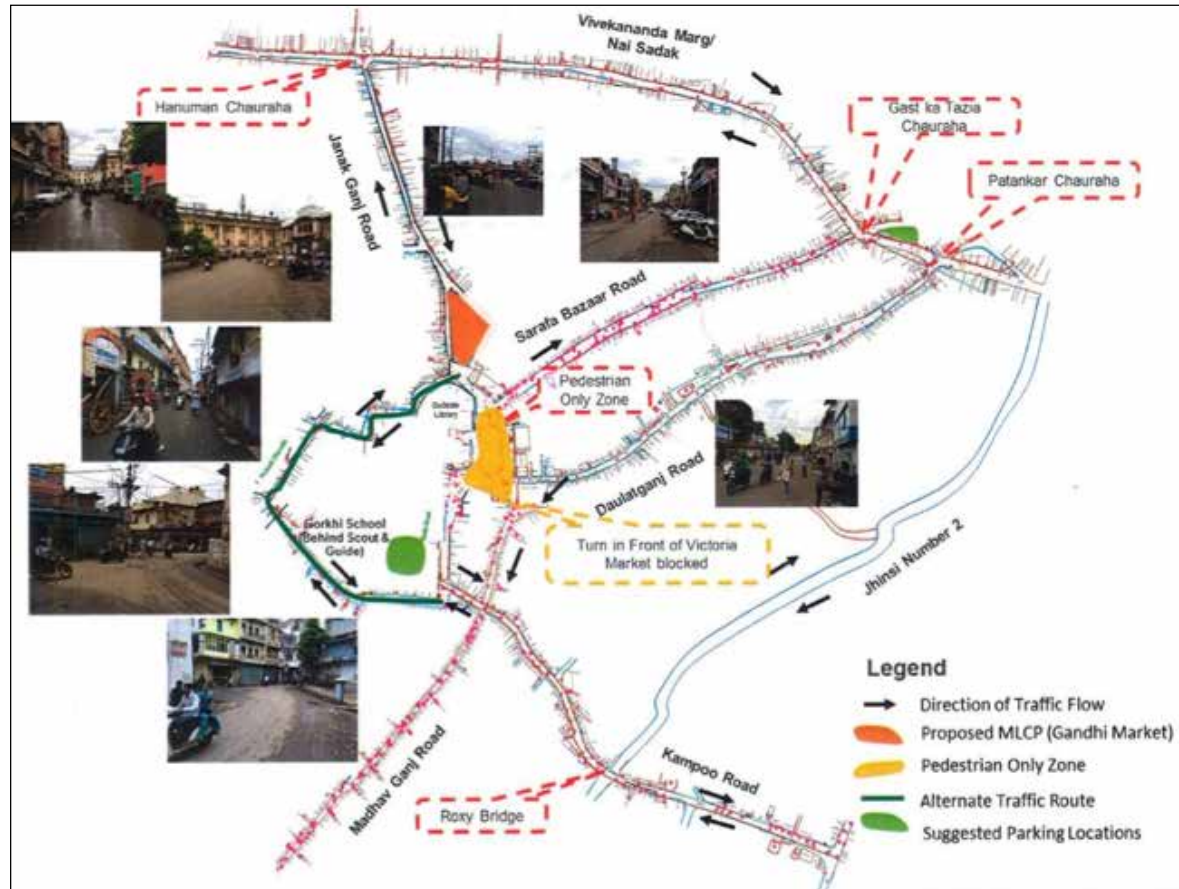 Vivekananda Marg/
Nai Sadak
Hanuman Chauraha
Gast ka Tazia
Chauraha
Patankar Chauraha
Janak Ganj Road
Sarafa Bazaar Road
Pedestrian
Only Zone
Library
Daulatganj Road
Gorkhi School
(Behind Scout &
Guide)
Turn in Front of Victoria
Market blocked
Jhinsi Number 2
Madhav Ganj Road
Roxy Bridge
Kampoo Road
Legend
Direction of Traffic Flow
Proposed MLCP (Gandhi Market)
Pedestrian Only Zone
Alternate Traffic Route
Suggested Parking Locations